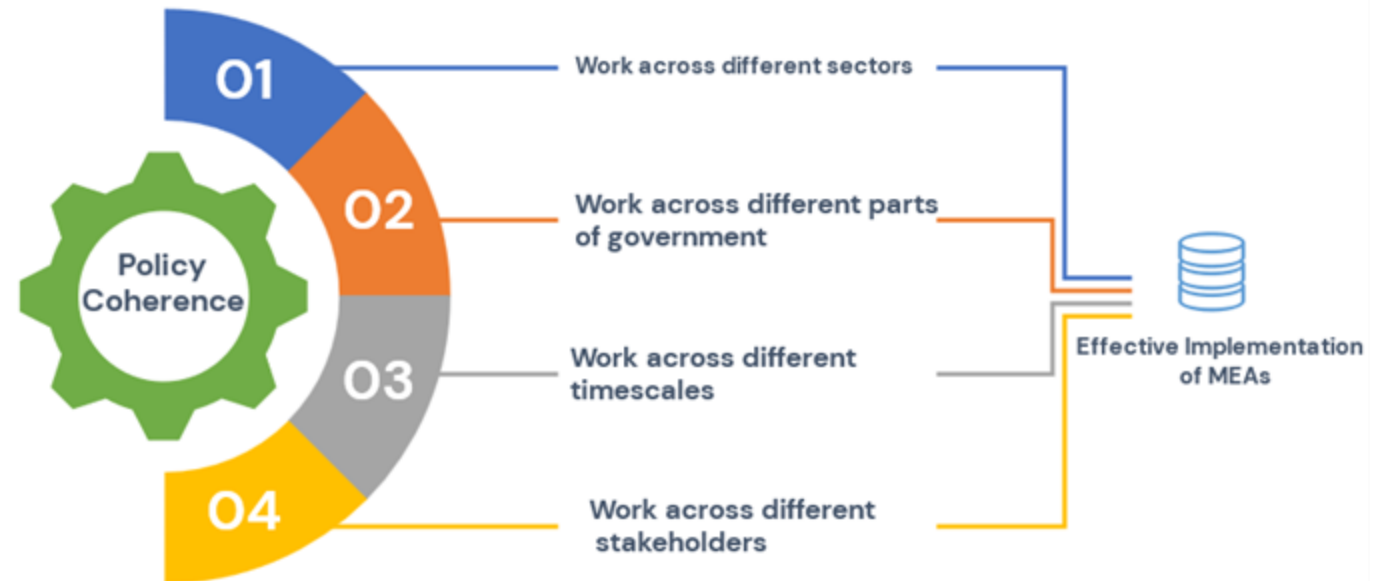 01
Work across different sectors
02
Work across different parts
of government
Policy
Coherence
03
Work across different
timescales
04
Work across different
stakeholders
Effective Implementation
of MEAs